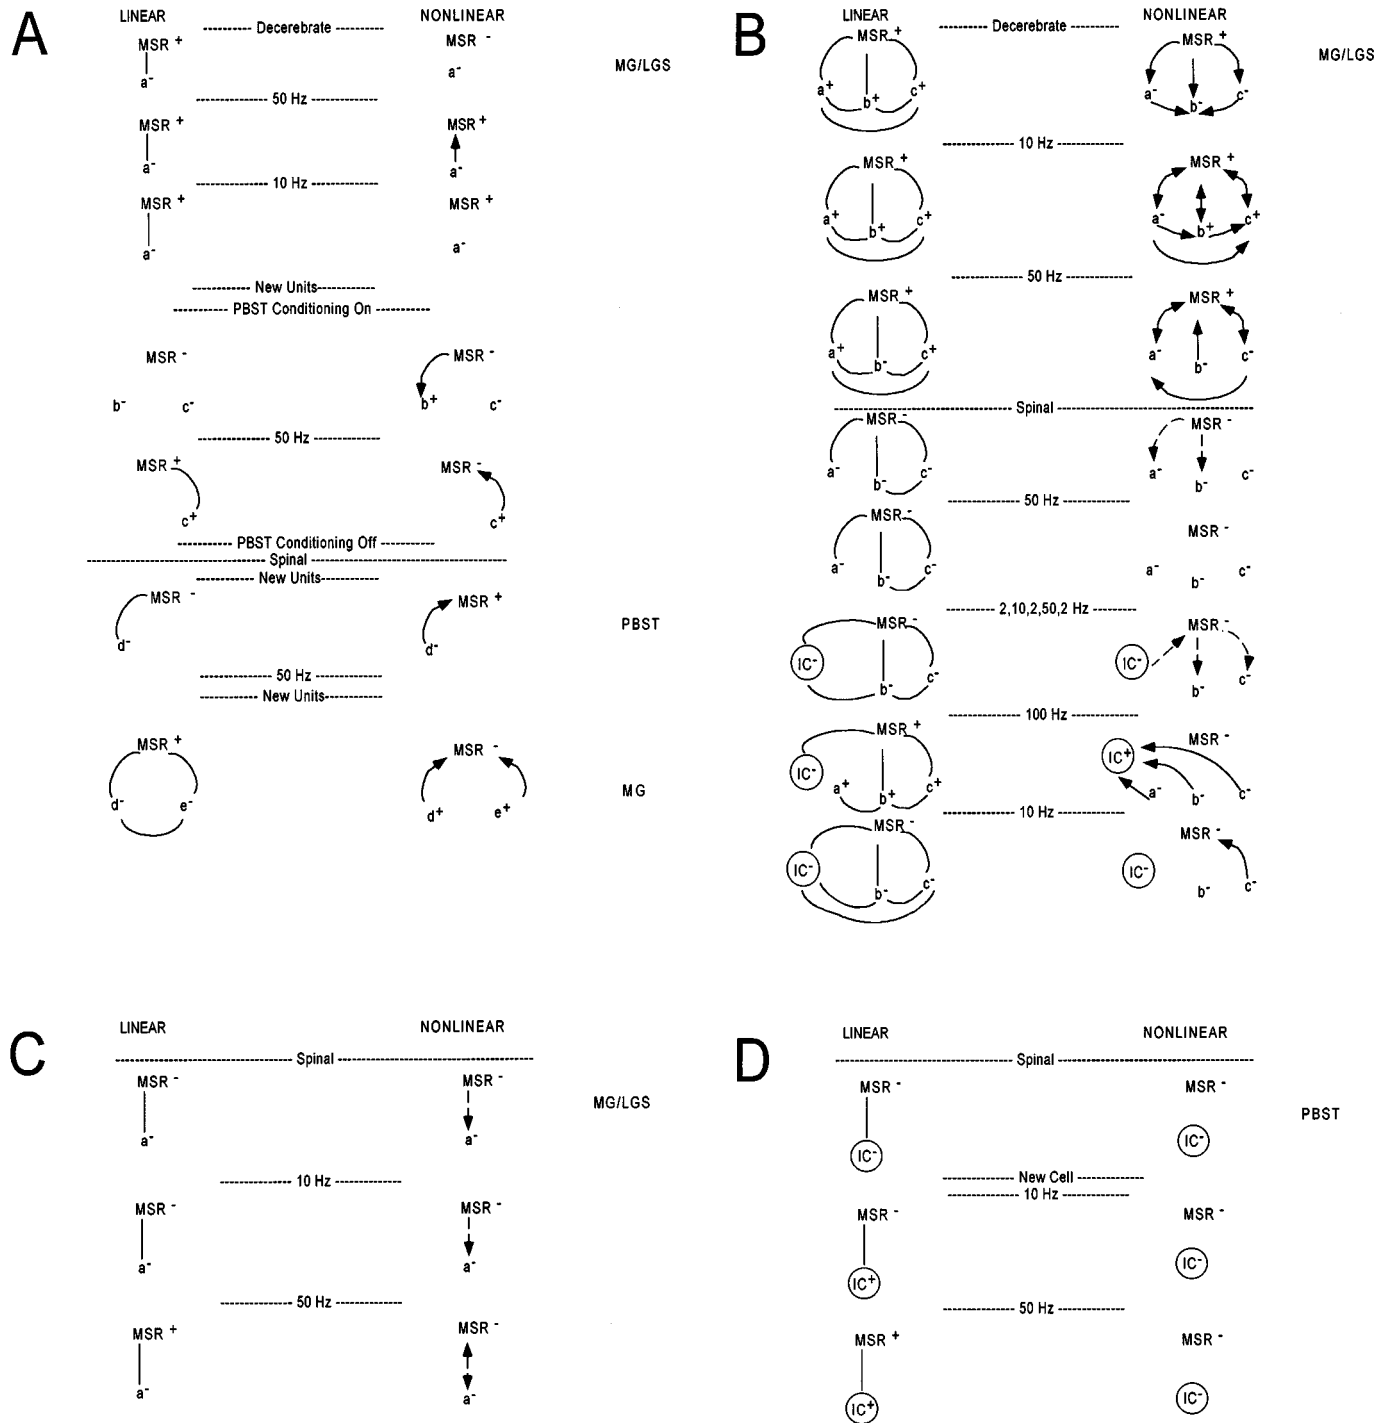 A
LINEAR
NONLINEAR
Decerebrate
MSR +
MSR -
MG/LGS
a-
a-
50 Hz
MSR +
MSR +
a-
a-
10 Hz
MSR +
MSR +
a-
a-
New Units
PBST Conditioning On
MSR -
MSR -
b- c-
b+ c-
50 Hz
MSR +
MSR -
c+
c+
PBST Conditioning Off
Spinal
New Units
MSR -
MSR +
PBST
d-
d-
50 Hz
New Units
MSR +
MSR -
MG
d- e-
d+ e+
B
LINEAR
NONLINEAR
Decerebrate
MSR +
MSR +
MG/LGS
a+ b+ c+
a- b- c-
10 Hz
MSR +
MSR +
a+ b+ c+
a- b+ c+
50 Hz
MSR +
MSR +
a+ b- c+
a- b- c-
Spinal
MSR -
MSR -
a- b- c-
a- b- c-
50 Hz
MSR -
MSR -
a- b- c-
a- b- c-
2,10,2,50,2 Hz
MSR -
MSR -
IC- b- c-
IC- b- c-
100 Hz
MSR +
MSR -
IC- a+ b+ c+
IC+ a- b- c-
10 Hz
MSR -
MSR -
IC- b- c-
IC- b- c-
C
LINEAR
NONLINEAR
Spinal
MSR -
MSR -
MG/LGS
a-
a-
10 Hz
MSR -
MSR -
a-
a-
50 Hz
MSR +
MSR -
a-
a-
D
LINEAR
NONLINEAR
Spinal
MSR -
MSR -
PBST
IC-
IC-
New Cell
10 Hz
MSR -
MSR -
IC+
IC-
50 Hz
MSR +
MSR -
IC+
IC-